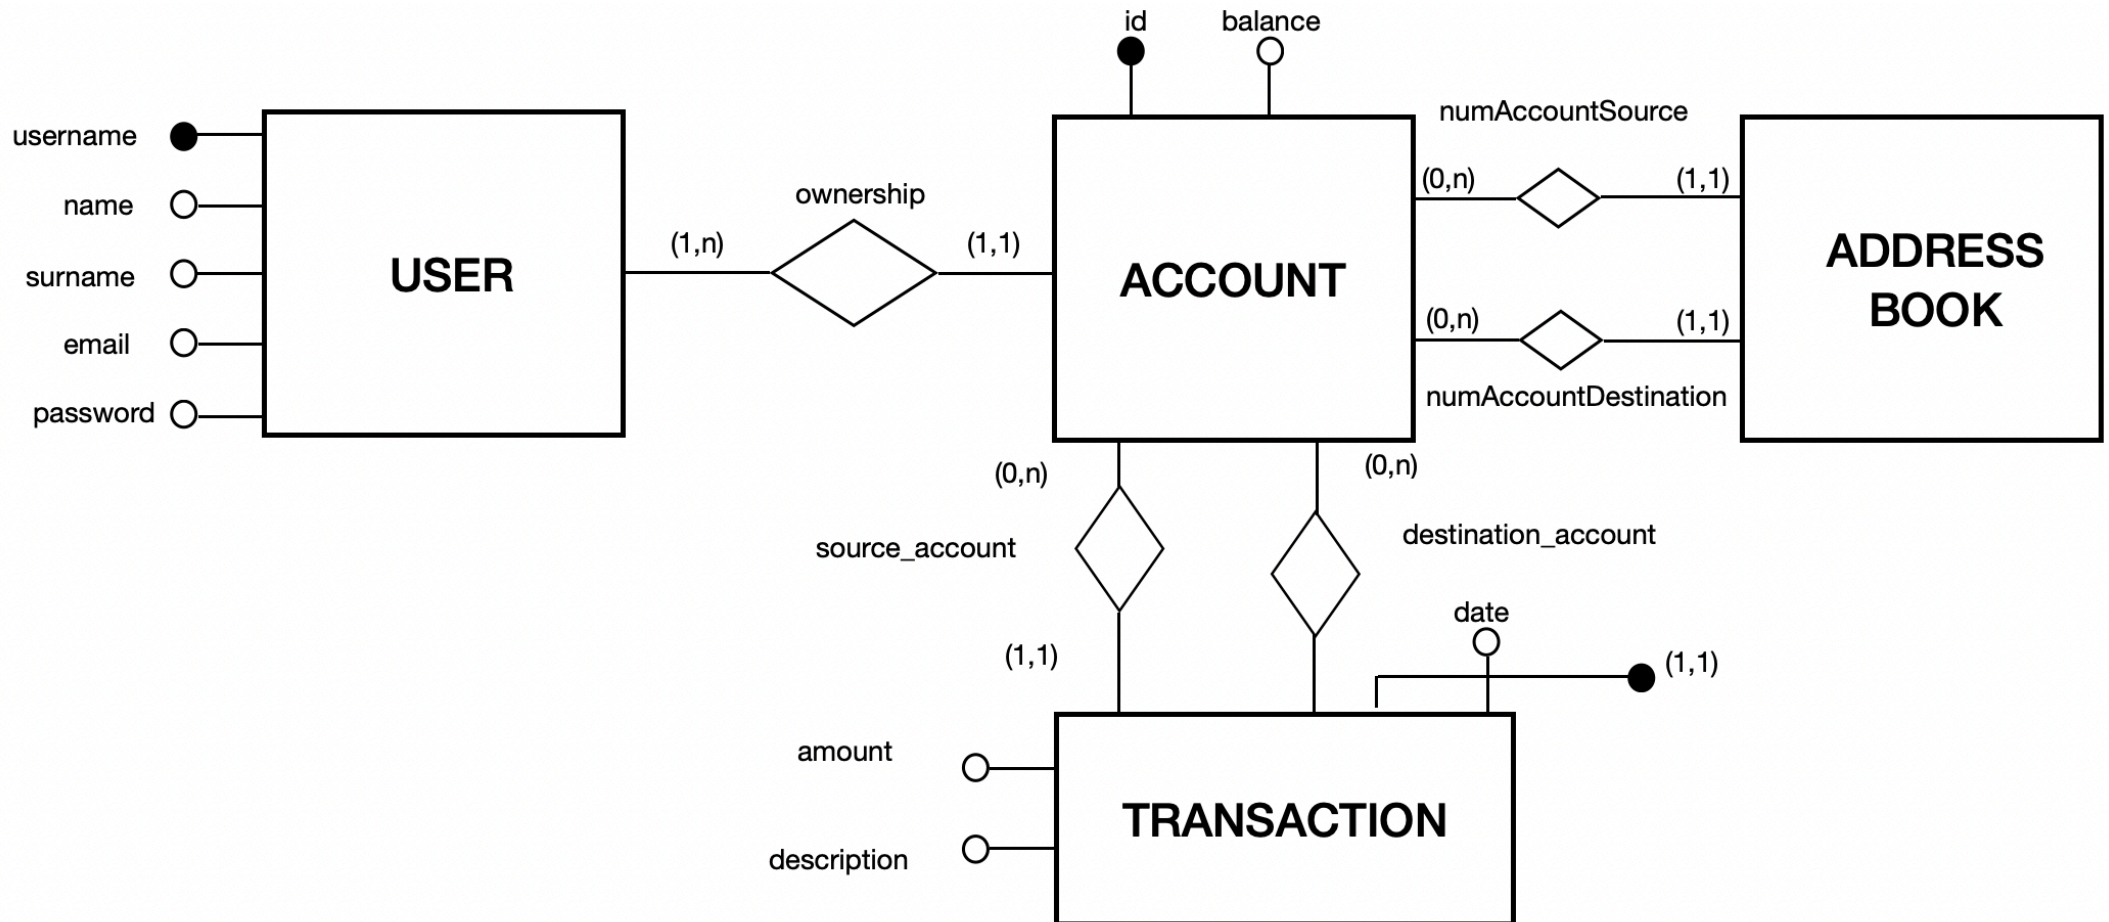 id
balance
numAccountSource
username
name
surname
email
password
USER
ownership
(1,n)
(1,1)
ACCOUNT
(0,n)
(1,1)
ADDRESS
BOOK
(0,n)
(1,1)
numAccountDestination
(0,n)
(0,n)
source_account
destination_account
date
(1,1)
(1,1)
amount
description
TRANSACTION